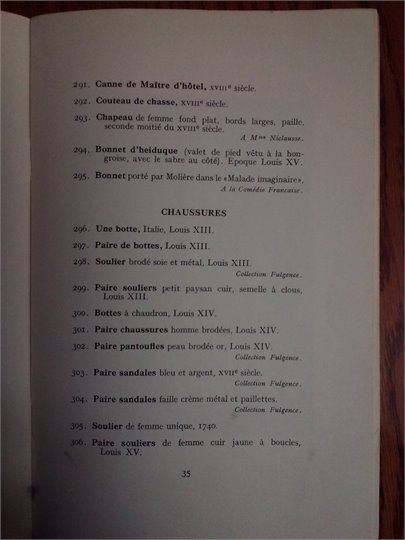 291. Canne de Maître d'hôtel, XVIIIe siècle.
292. Couteau de chasse, XVIIIe siècle.
293. Chapeau de femme fond plat, bords larges, paille,
seconde moitié du XVIIIe siècle.
A Mme Niclausse.
294. Bonnet d'heiduque (valet de pied vêtu à la hon-
groise, avec le sabre au côté). Epoque Louis XV.
295. Bonnet porté par Molière dans le «Malade imaginaire»,
A la Comédie Francaise.
CHAUSSURES
296. Une botte, Italie, Louis XIII.
297. Paire de bottes, Louis XIII.
298. Soulier brodé soie et métal, Louis XIII.
Collection Fulgence.
299. Paire souliers petit paysan cuir, semelle à clous,
Louis XIII.
300. Bottes à chaudron, Louis XIV.
301. Paire chaussures homme brodées, Louis XIV.
302. Paire pantoufles peau brodée or, Louis XIV.
Collection Fulgence.
303. Paire sandales bleu et argent, XVIIe siècle.
Collection Fulgence.
304. Paire sandales faille crème métal et paillettes.
Collection Fulgence.
305. Soulier de femme unique, 1740.
306. Paire souliers de femme cuir jaune à boucles,
Louis XV.
35